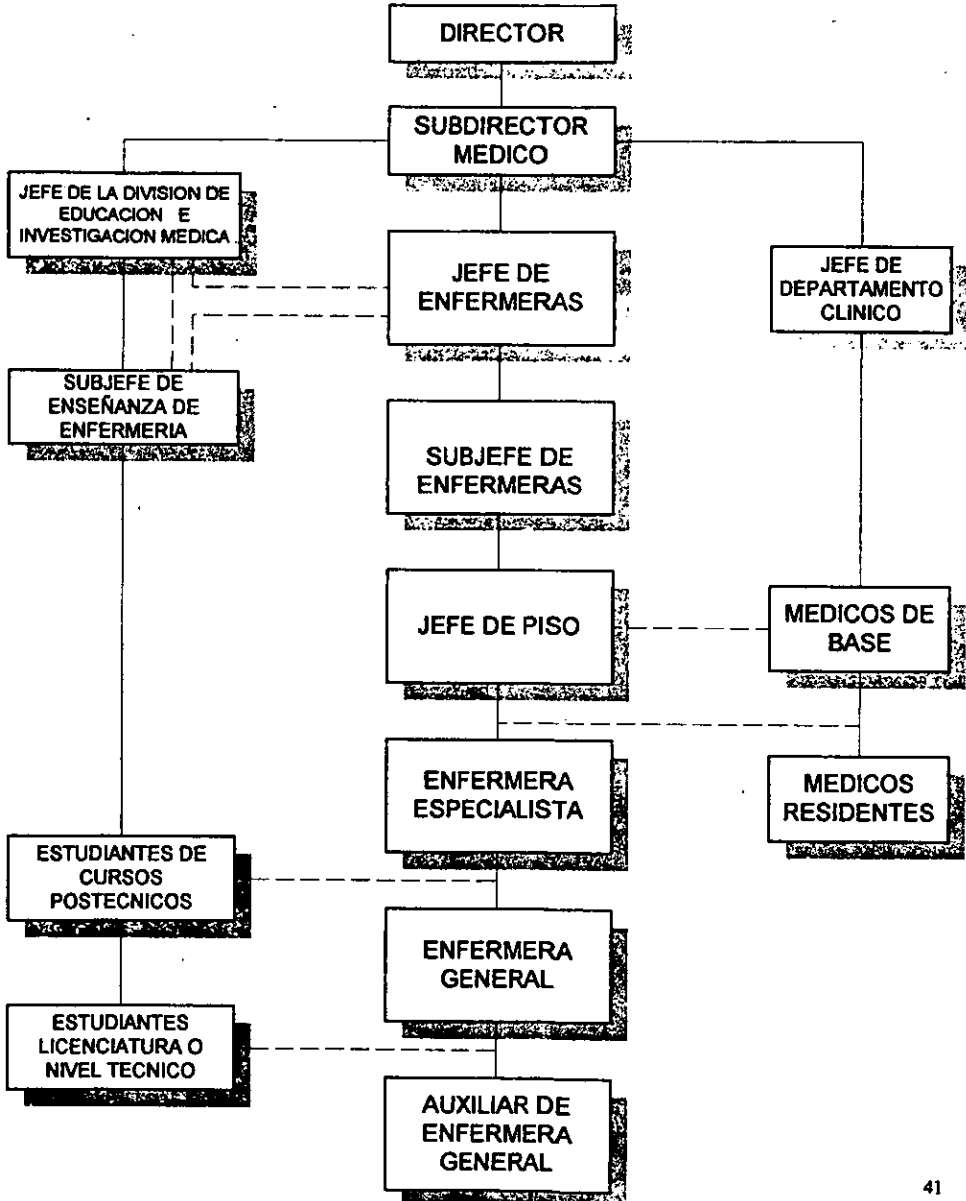 DIRECTOR
SUBDIRECTOR
MEDICO
JEFE DE LA DIVISION DE
EDUCACION E
INVESTIGACION MEDICA
JEFE DE
ENFERMERAS
JEFE DE
DEPARTAMENTO
CLINICO
SUBJEFE DE
ENSEÑANZA DE
ENFERMERIA
SUBJEFE DE
ENFERMERAS
JEFE DE PISO
MEDICOS DE
BASE
ENFERMERA
ESPECIALISTA
MEDICOS
RESIDENTES
ESTUDIANTES DE
CURSOS
POSTECNICOS
ENFERMERA
GENERAL
ESTUDIANTES
LICENCIATURA O
NIVEL TECNICO
AUXILIAR DE
ENFERMERA
GENERAL
41